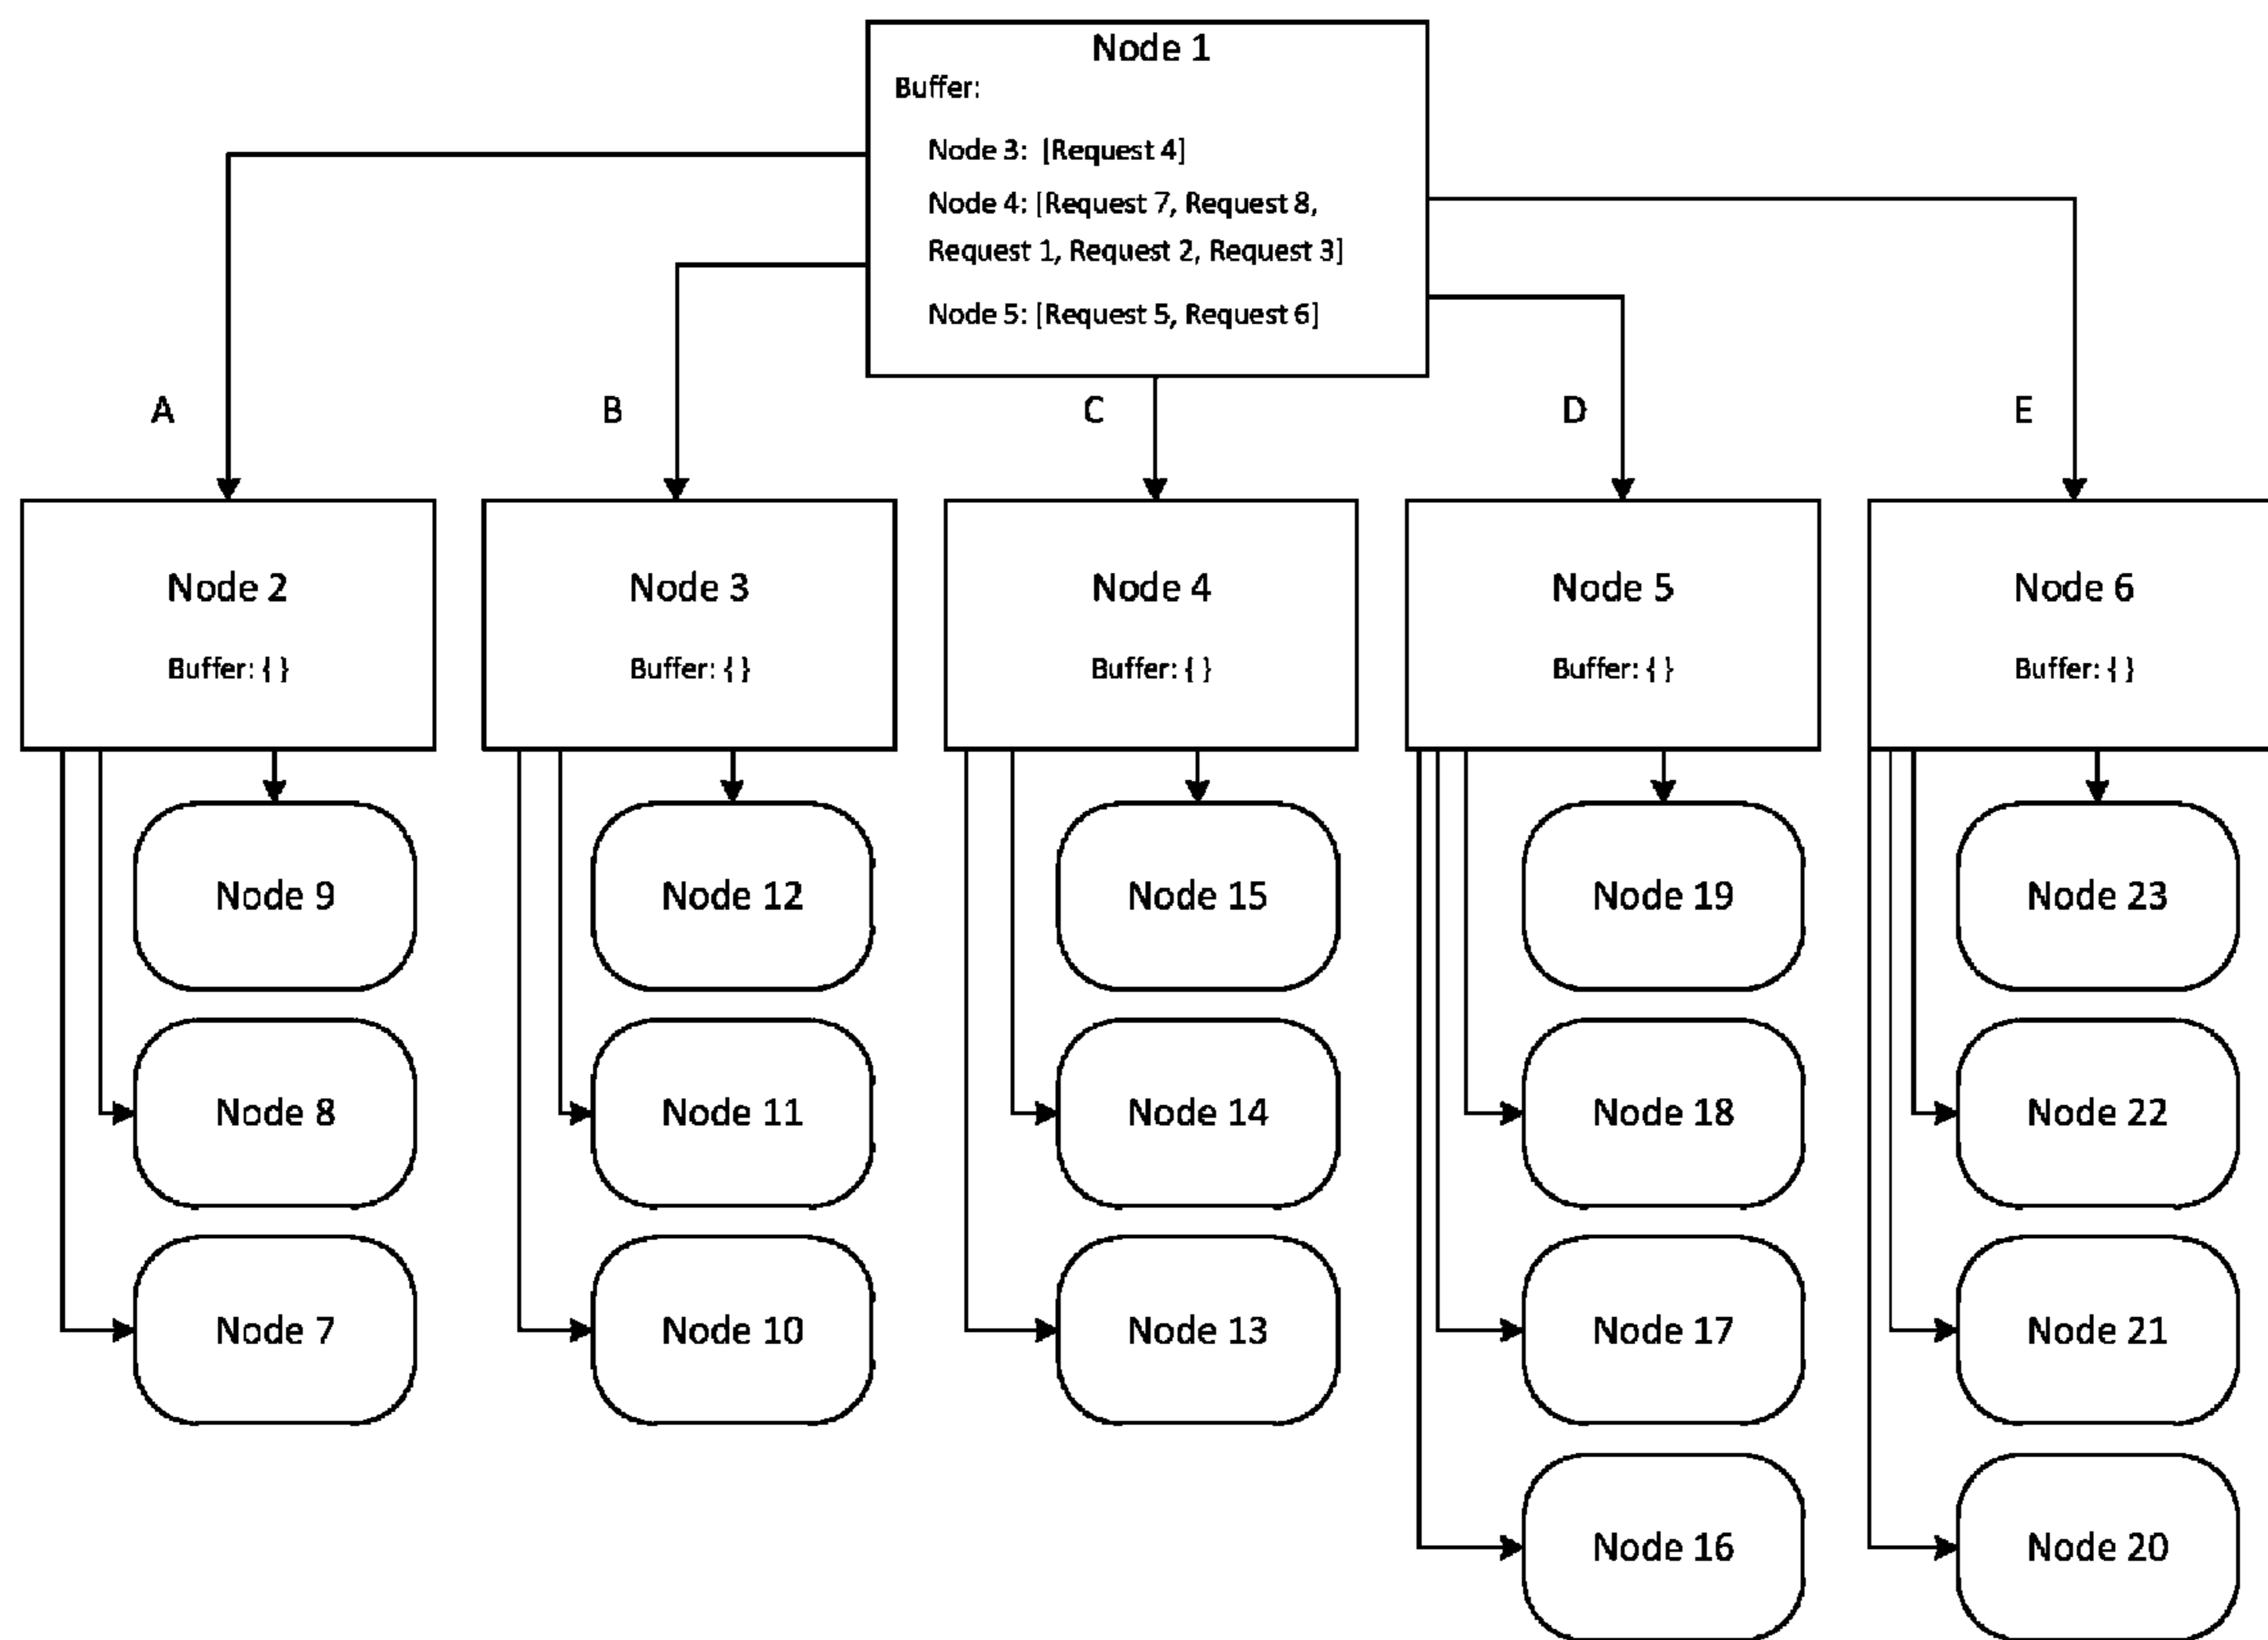 Node 1
Buffer:
Node 3: [Request 4]
Node 4: [Request 7, Request 8,
Request 1, Request 2, Request 3]
Node 5: [Request 5, Request 6]
A
B
C
D
E
Node 2
Buffer: { }
Node 3
Buffer: { }
Node 4
Buffer: { }
Node 5
Buffer: { }
Node 6
Buffer: { }
Node 9
Node 12
Node 15
Node 19
Node 23
Node 8
Node 11
Node 14
Node 18
Node 22
Node 7
Node 10
Node 13
Node 17
Node 21
Node 16
Node 20